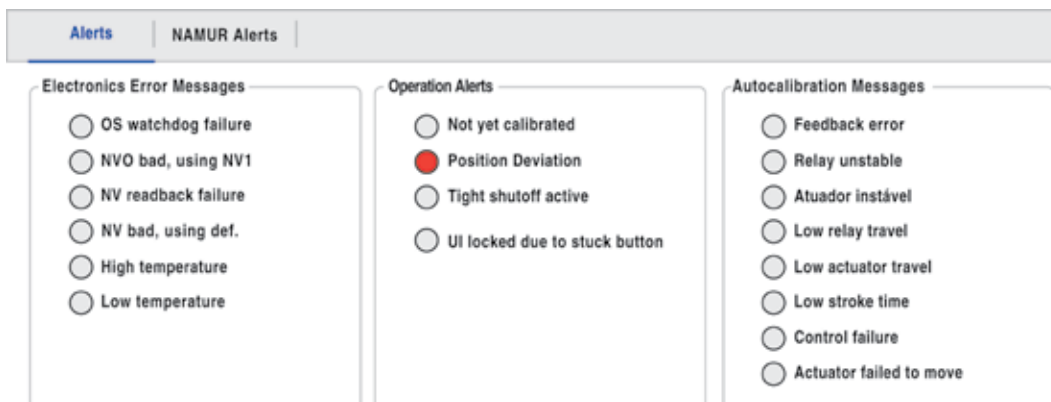 Alerts
NAMUR Alerts
Electronics Error Messages
OS watchdog failure
NVO bad, using NV1
NV readback failure
NV bad, using def.
High temperature
Low temperature
Operation Alerts
Not yet calibrated
Position Deviation
Tight shutoff active
UI locked due to stuck button
Autocalibration Messages
Feedback error
Relay unstable
Atuador instável
Low relay travel
Low actuator travel
Low stroke time
Control failure
Actuator failed to move